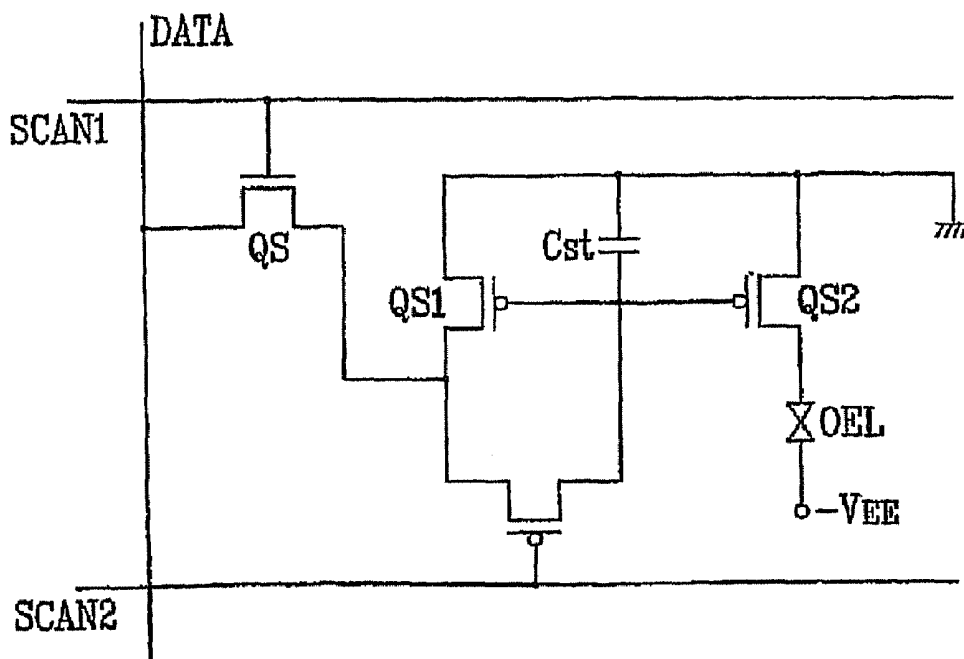 DATA
SCAN1
QS
Cst
QS1
QS2
OEL
-VEE
SCAN2